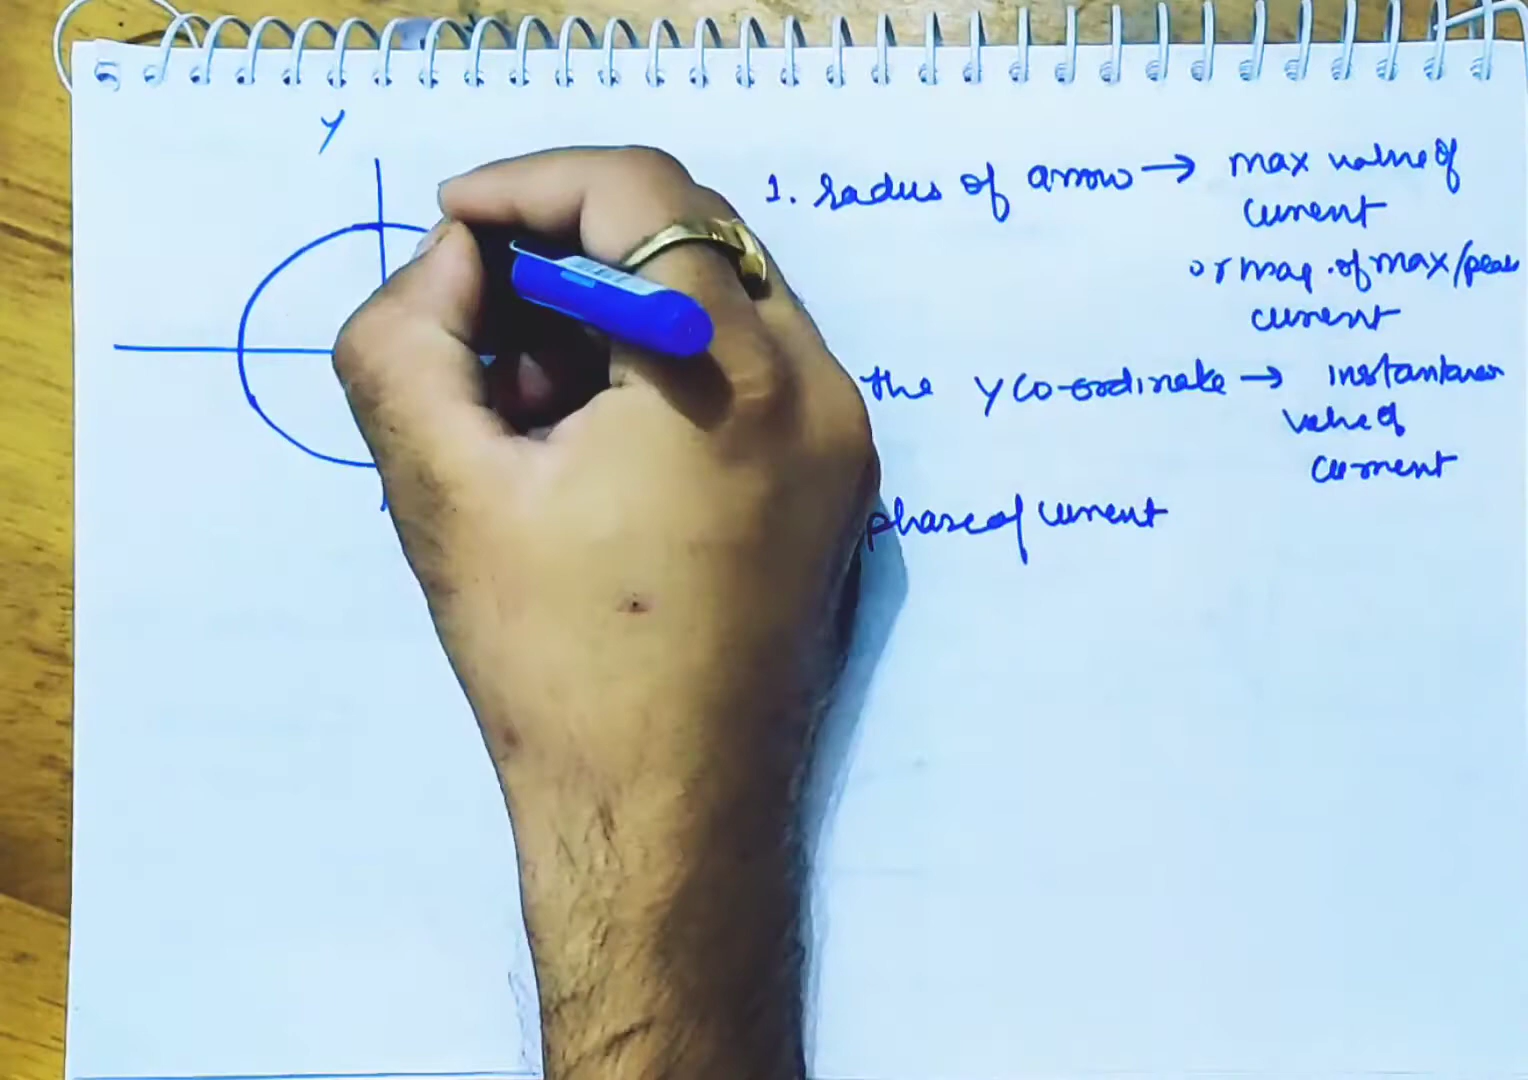 Y
1. radius of arrow → max value of
current
or mag. of max/peak
current
the y co-ordinate → instantaneous
value of
current
phase of current